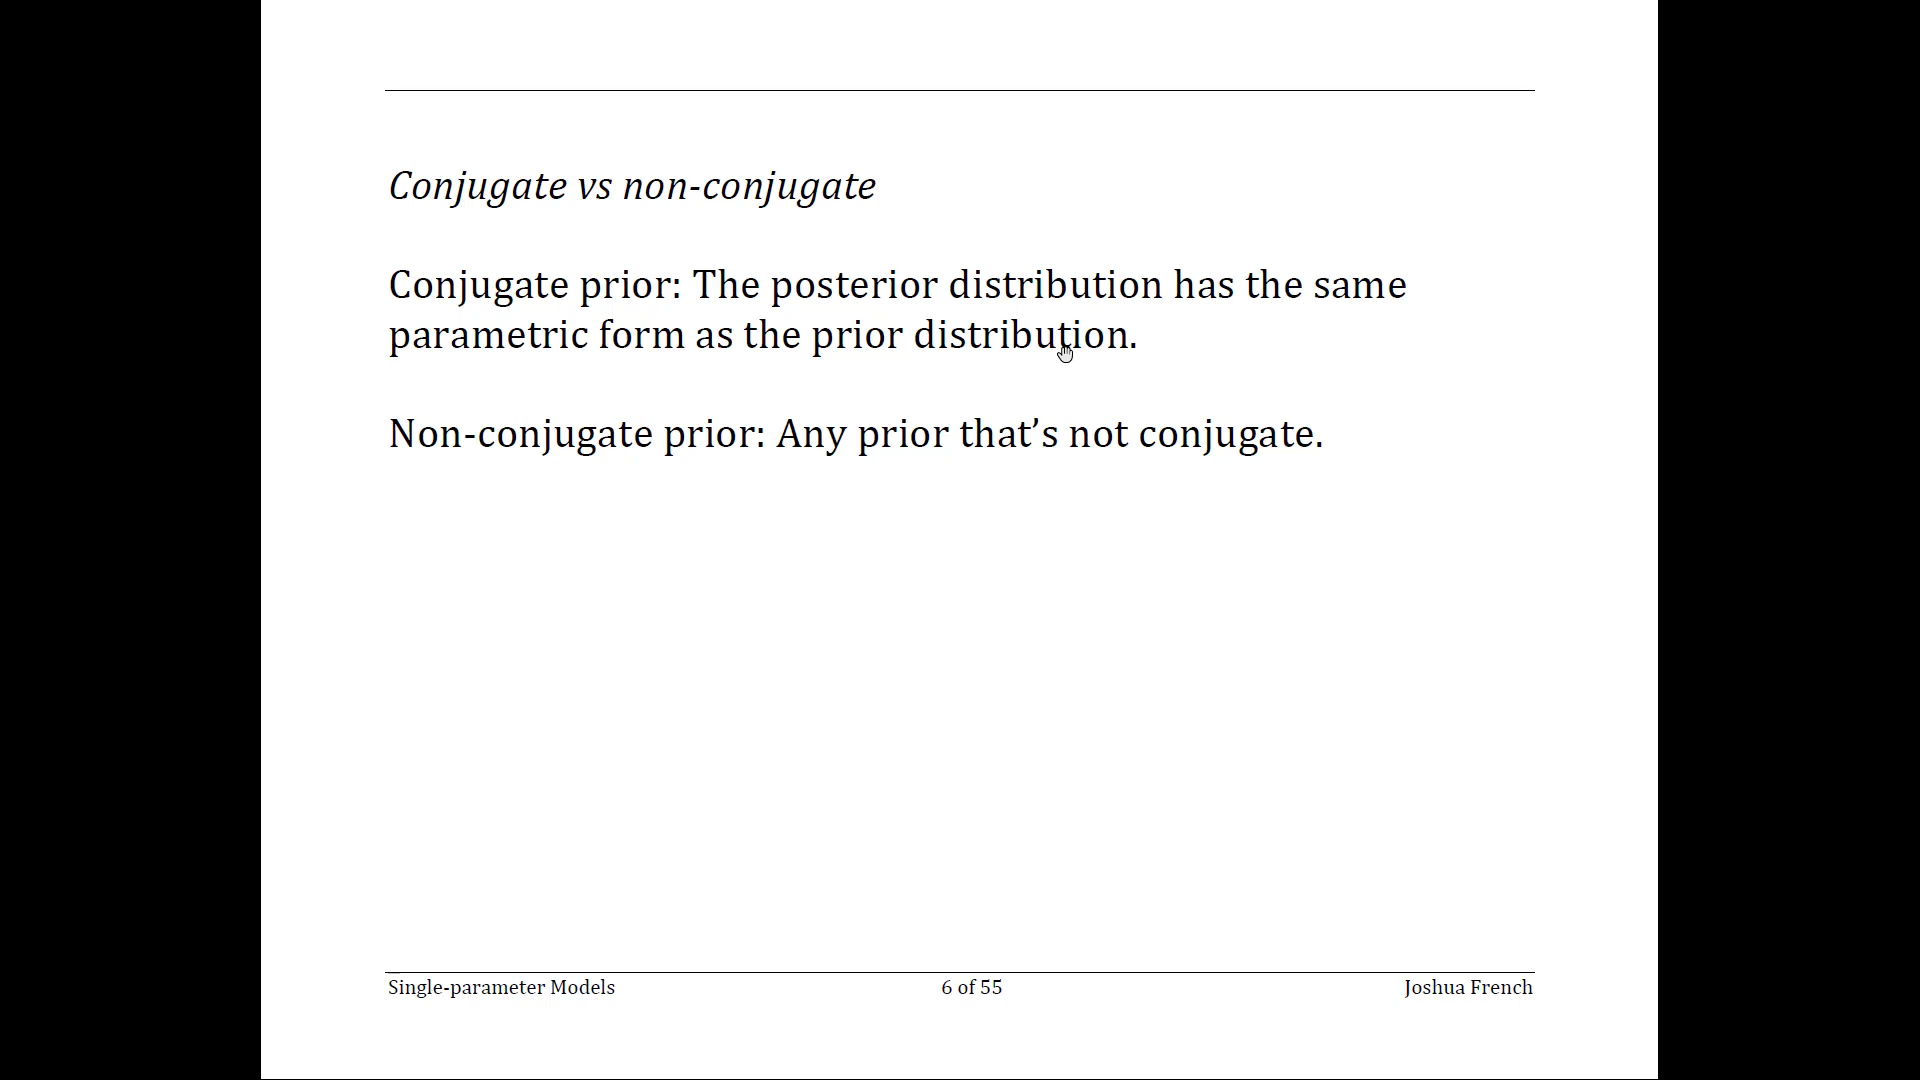 Conjugate vs non-conjugate
Conjugate prior: The posterior distribution has the same
parametric form as the prior distribution.
Non-conjugate prior: Any prior that’s not conjugate.
Single-parameter Models
6 of 55
Joshua French